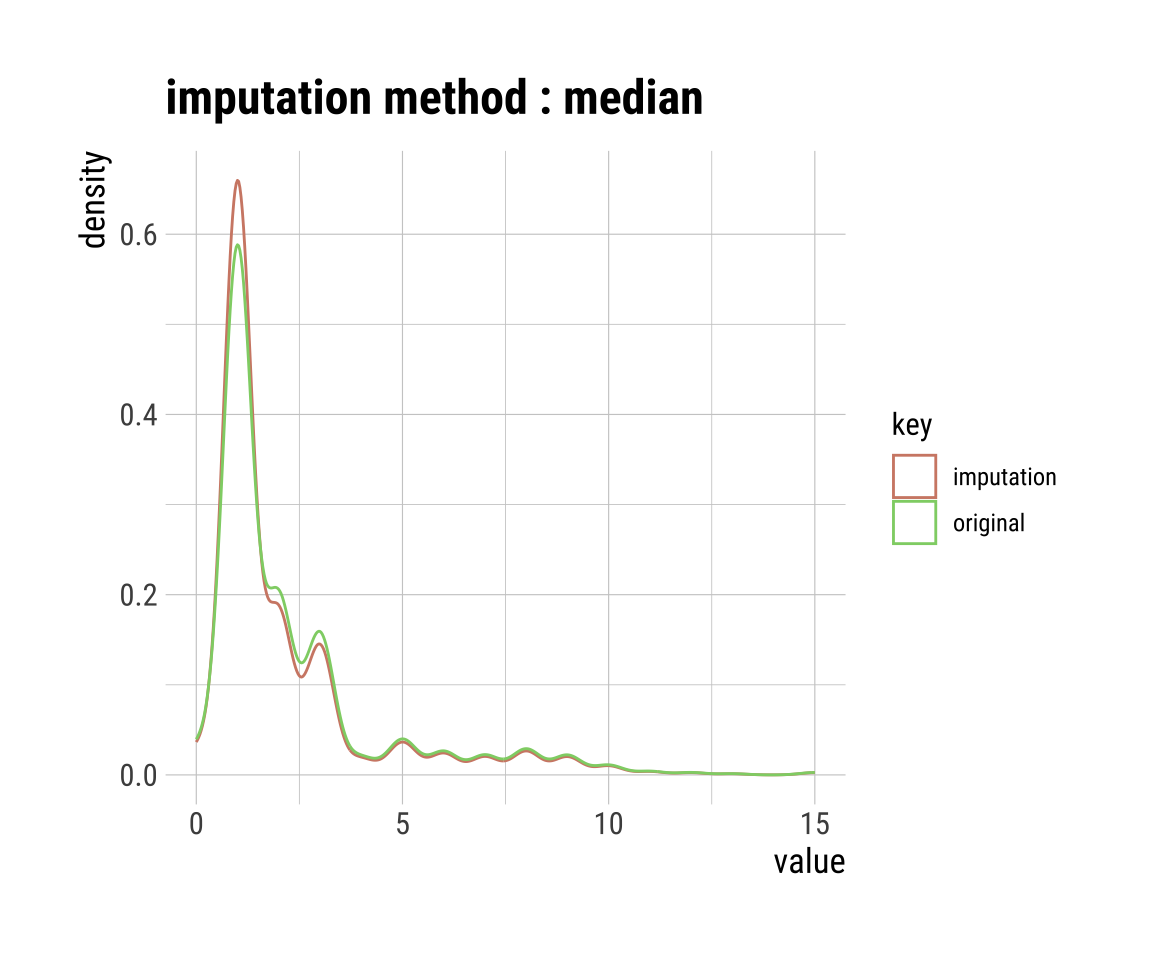 imputation method : median
density
0.6
0.4
0.2
0.0
0 5 10 15
value
key
imputation
original